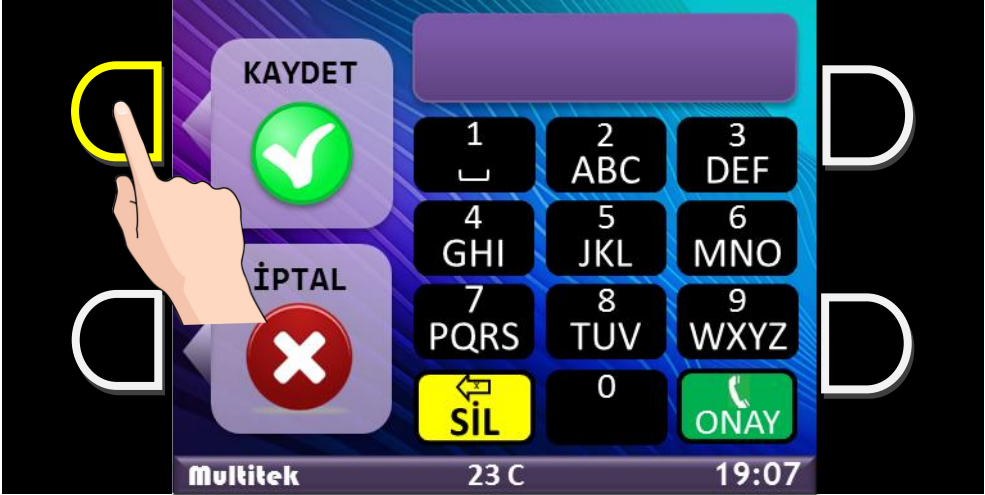 KAYDET
İPTAL
1
2
ABC
3
DEF
4
GHI
5
JKL
6
MNO
7
PQRS
8
TUV
9
WXYZ
x
SİL
0
ONAY
Multitek 23 C 19:07